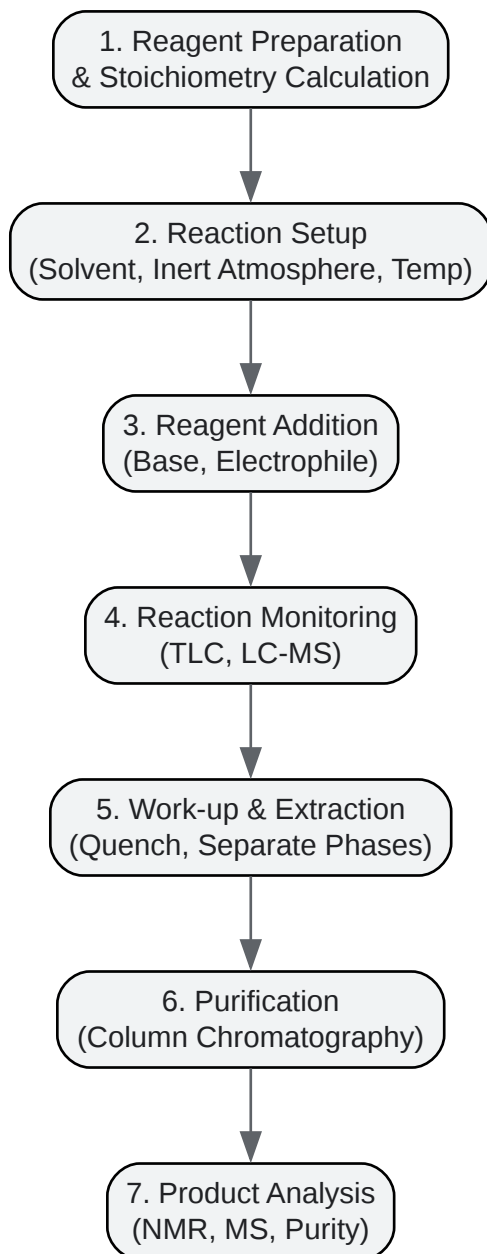 1. Reagent Preparation
& Stoichiometry Calculation
2. Reaction Setup
(Solvent, Inert Atmosphere, Temp)
3. Reagent Addition
(Base, Electrophile)
4. Reaction Monitoring
(TLC, LC-MS)
5. Work-up & Extraction
(Quench, Separate Phases)
6. Purification
(Column Chromatography)
7. Product Analysis
(NMR, MS, Purity)